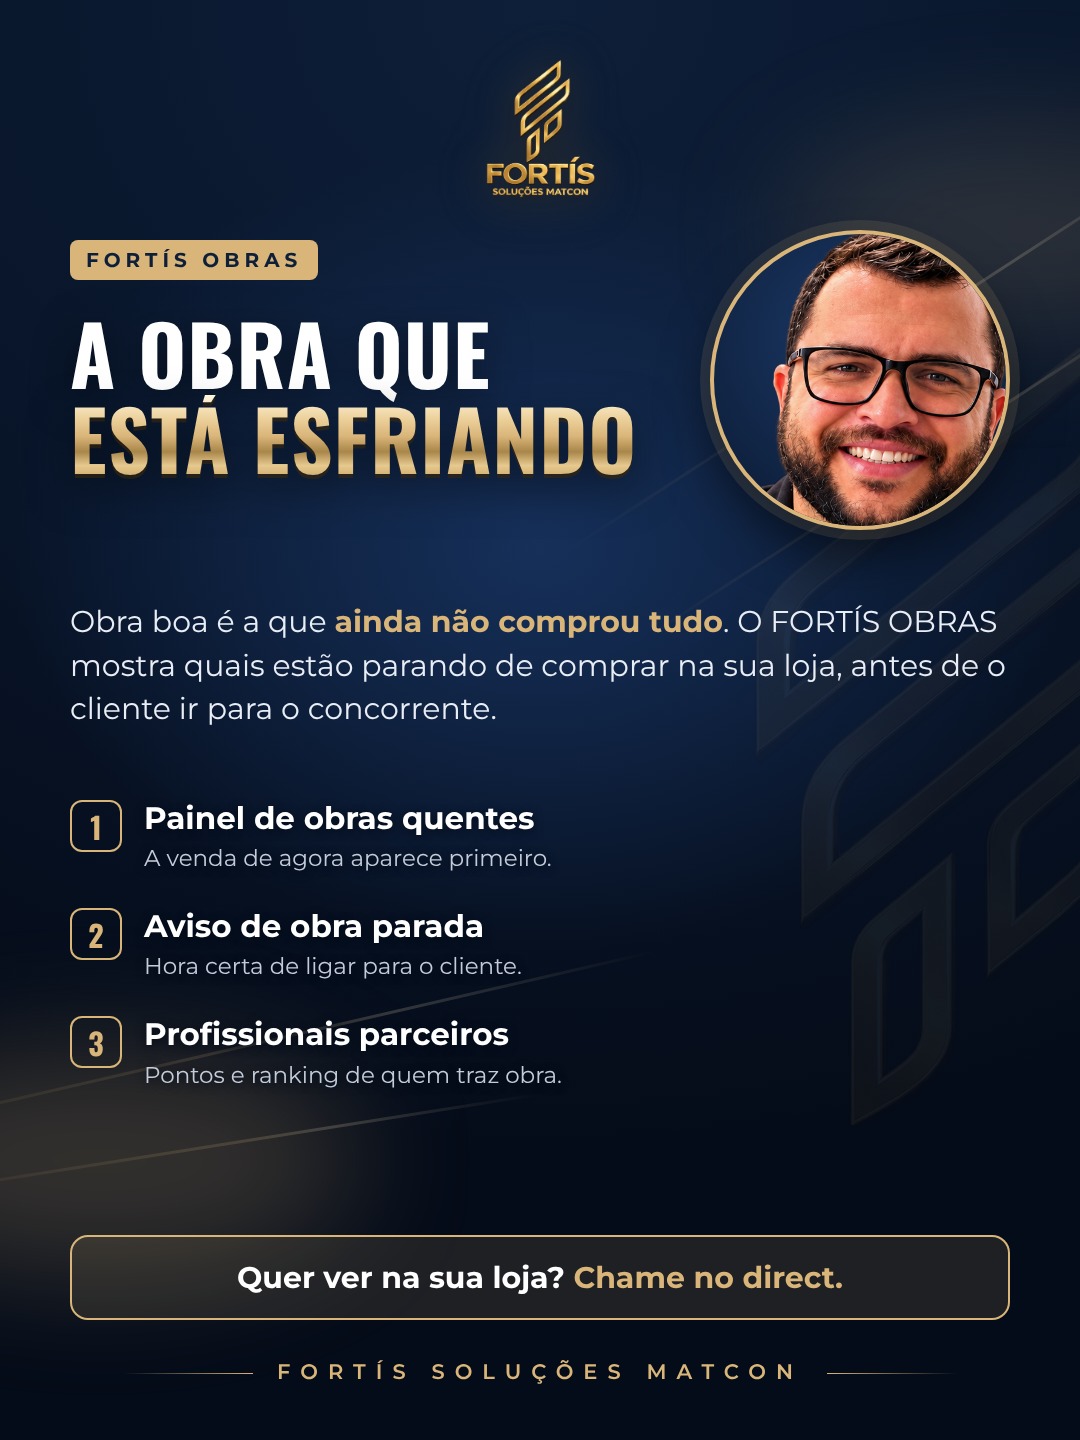 FORTÍS
SOLUÇÕES MATCON
FORTÍS OBRAS
A OBRA QUE
ESTÁ ESFRIANDO
Obra boa é a que ainda não comprou tudo. O FORTÍS OBRAS
mostra quais estão parando de comprar na sua loja, antes de o
cliente ir para o concorrente.
1
Painel de obras quentes
A venda de agora aparece primeiro.
2
Aviso de obra parada
Hora certa de ligar para o cliente.
3
Profissionais parceiros
Pontos e ranking de quem traz obra.
Quer ver na sua loja? Chame no direct.
FORTÍS SOLUÇÕES MATCON